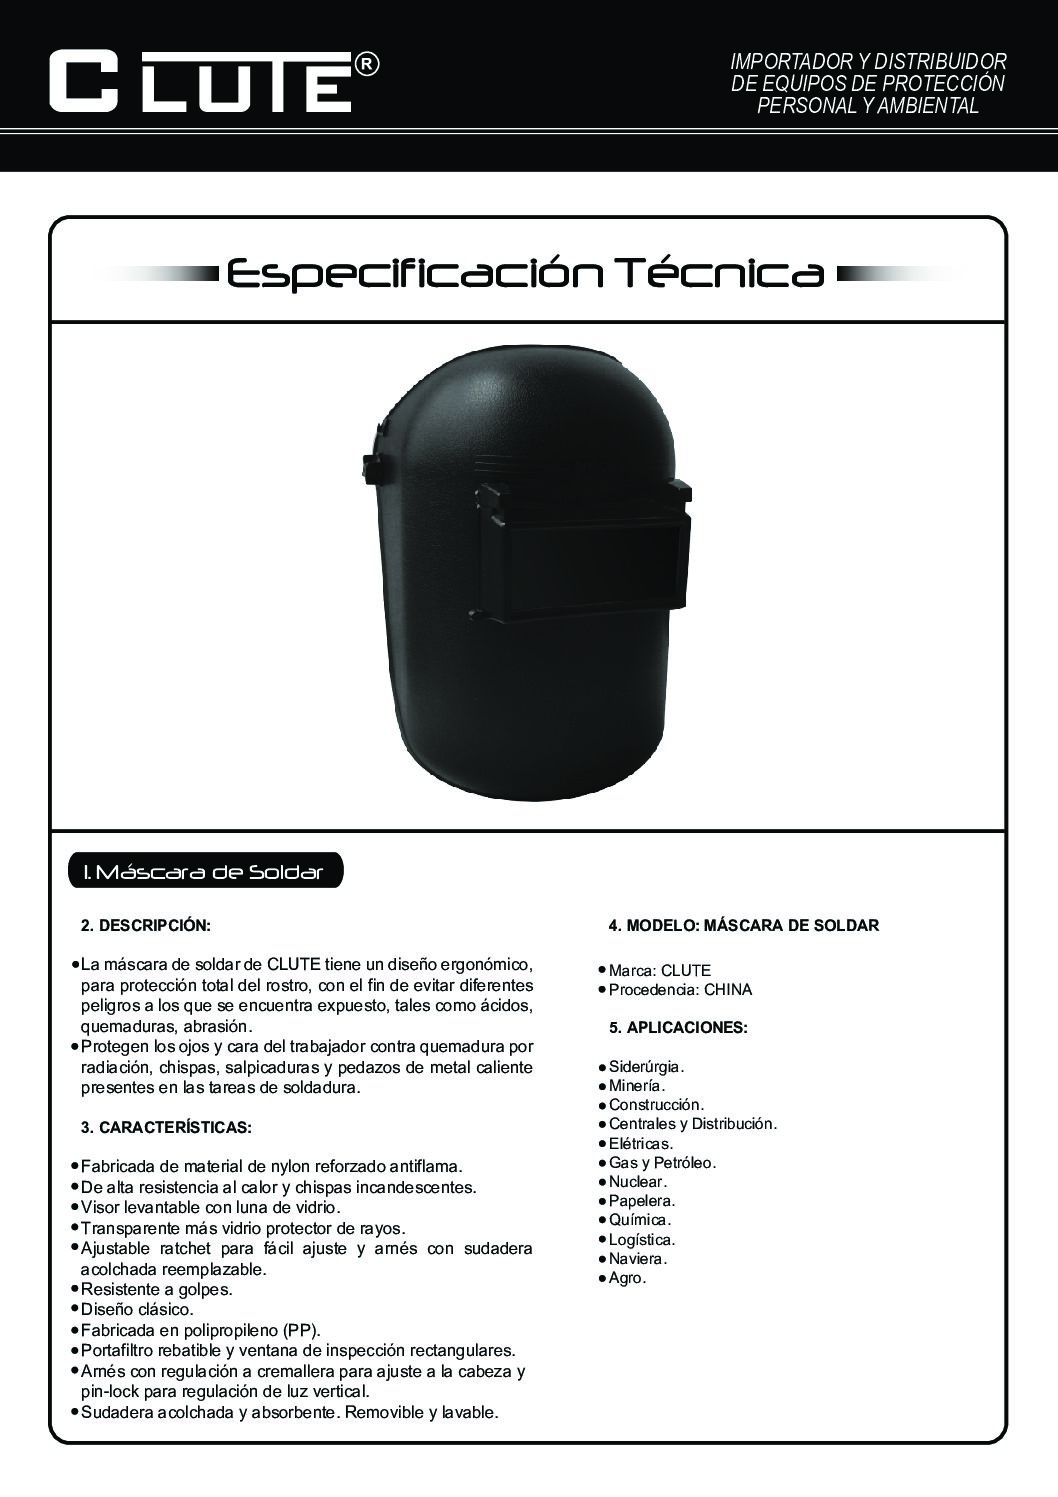 CLUTE®
IMPORTADOR Y DISTRIBUIDOR
DE EQUIPOS DE PROTECCIÓN
PERSONAL Y AMBIENTAL
Especificación Técnica
1. Máscara de Soldar
2. DESCRIPCIÓN:
●La máscara de soldar de CLUTE tiene un diseño ergonómico,
para protección total del rostro, con el fin de evitar diferentes
peligros a los que se encuentra expuesto, tales como ácidos,
quemaduras, abrasión.
●Protegen los ojos y cara del trabajador contra quemadura por
radiación, chispas, salpicaduras y pedazos de metal caliente
presentes en las tareas de soldadura.
3. CARACTERÍSTICAS:
●Fabricada de material de nylon reforzado antiflama.
●De alta resistencia al calor y chispas incandescentes.
●Visor levantable con luna de vidrio.
●Transparente más vidrio protector de rayos.
●Ajustable ratchet para fácil ajuste y arnés con sudadera
acolchada reemplazable.
●Resistente a golpes.
●Diseño clásico.
●Fabricada en polipropileno (PP).
●Portafiltro rebatible y ventana de inspección rectangulares.
●Arnés con regulación a cremallera para ajuste a la cabeza y
pin-lock para regulación de luz vertical.
●Sudadera acolchada y absorbente. Removible y lavable.
4. MODELO: MÁSCARA DE SOLDAR
●Marca: CLUTE
●Procedencia: CHINA
5. APLICACIONES:
●Siderúrgia.
●Minería.
●Construcción.
●Centrales y Distribución.
●Elétricas.
●Gas y Petróleo.
●Nuclear.
●Papelera.
●Química.
●Logística.
●Naviera.
●Agro.